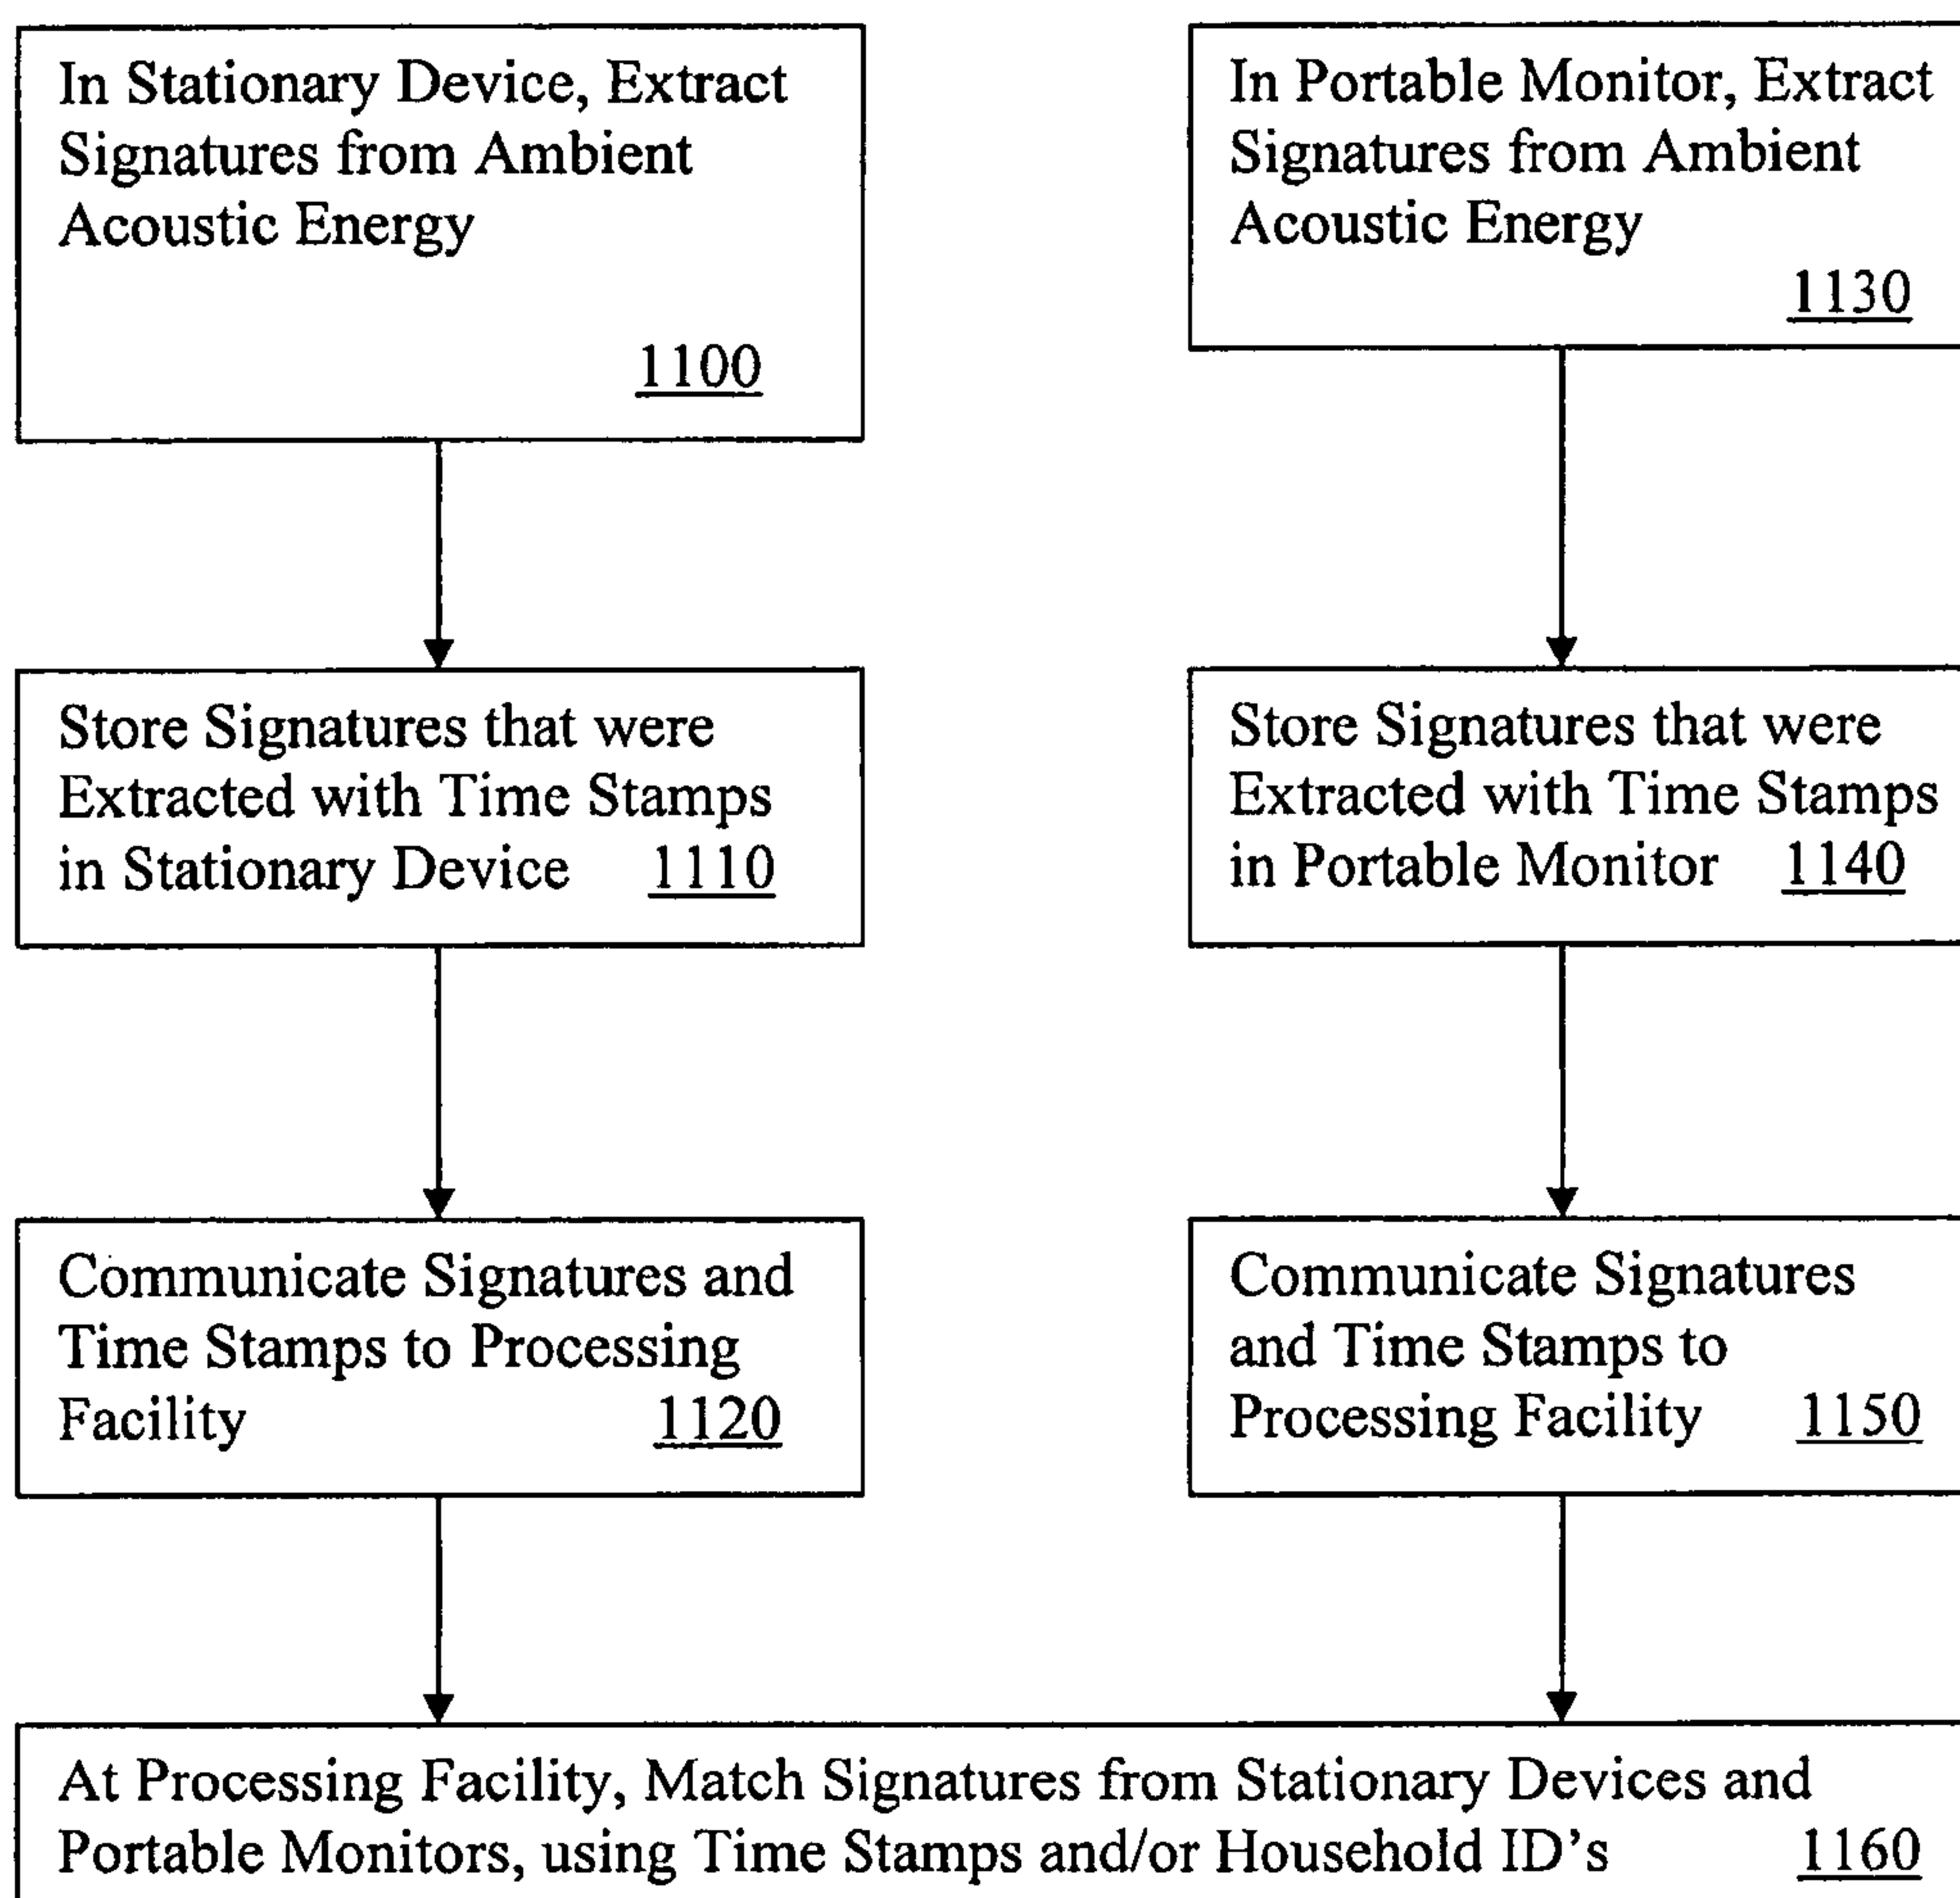 In Stationary Device, Extract
Signatures from Ambient
Acoustic Energy
1100
Store Signatures that were
Extracted with Time Stamps
in Stationary Device 1110
Communicate Signatures and
Time Stamps to Processing
Facility 1120
In Portable Monitor, Extract
Signatures from Ambient
Acoustic Energy
1130
Store Signatures that were
Extracted with Time Stamps
in Portable Monitor 1140
Communicate Signatures
and Time Stamps to
Processing Facility 1150
At Processing Facility, Match Signatures from Stationary Devices and
Portable Monitors, using Time Stamps and/or Household ID's 1160